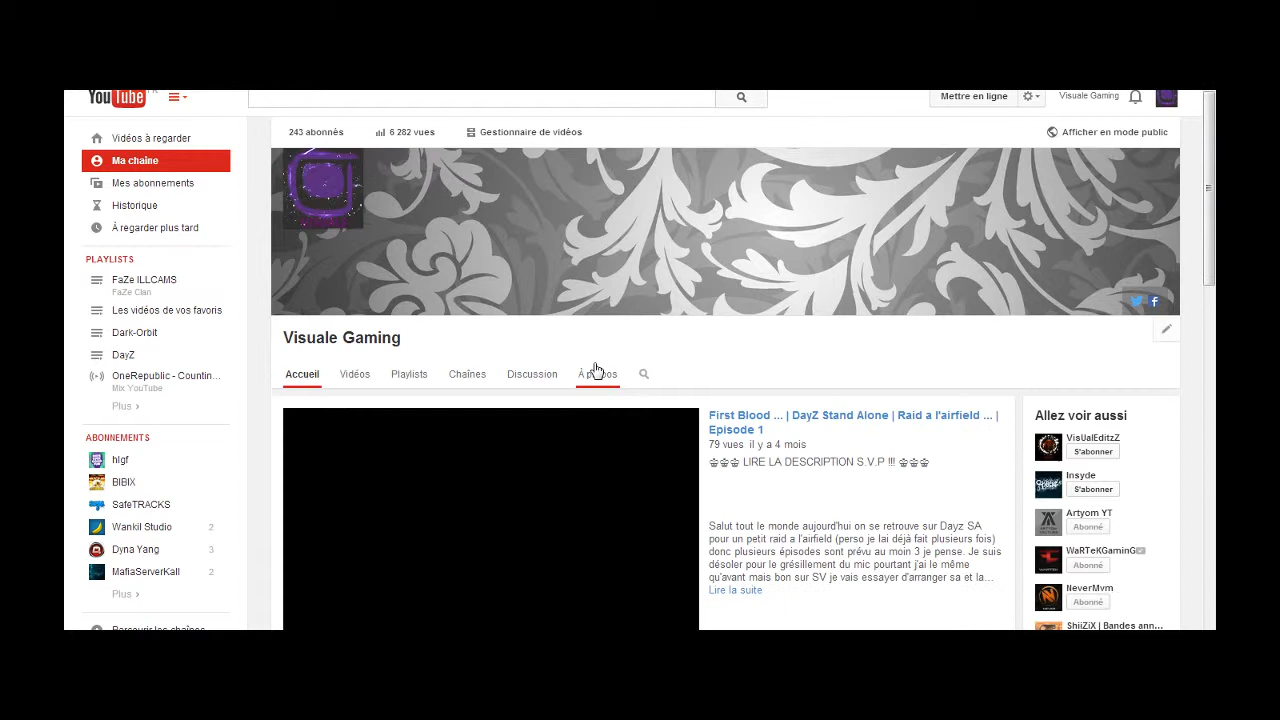 YouTube FR
Mettre en ligne
Visuale Gaming
Vidéos à regarder
Ma chaîne
Mes abonnements
Historique
À regarder plus tard
PLAYLISTS
FaZe ILLCAMS
FaZe Clan
Les vidéos de vos favoris
Dark-Orbit
DayZ
OneRepublic - Countin...
Mix YouTube
Plus
ABONNEMENTS
hlgf
BIBIX
SafeTRACKS
Wankil Studio 2
Dyna Yang 3
MafiaServerKall 2
Plus
Parcourir les chaînes
243 abonnés
6 282 vues
Gestionnaire de vidéos
Afficher en mode public
Visuale Gaming
Accueil
Vidéos
Playlists
Chaînes
Discussion
À propos
First Blood ... | DayZ Stand Alone | Raid a l'airfield ... |
Episode 1
79 vues il y a 4 mois
♔♔♔ LIRE LA DESCRIPTION S.V.P !!! ♔♔♔
Salut tout le monde aujourd'hui on se retrouve sur Dayz SA
pour un petit raid a l'airfield (perso je lai déjà fait plusieurs fois)
donc plusieurs épisodes sont prévu au moin 3 je pense. Je suis
désoler pour le grésillement du mic pourtant j'ai le même
qu'avant mais bon sur SV je vais essayer d'arranger sa et la...
Lire la suite
Allez voir aussi
VisUalEditzZ
S'abonner
Insyde
S'abonner
Artyom YT
Abonné
WaRTeKGaminG
Abonné
NeverMvm
Abonné
ShiiZiX | Bandes ann...